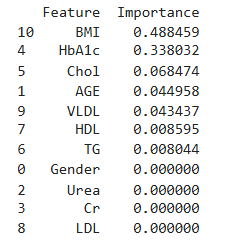 Feature Importance
10 BMI 0.488459
4 HbA1c 0.338032
5 Chol 0.068474
1 AGE 0.044958
9 VLDL 0.043437
7 HDL 0.008595
6 TG 0.008044
0 Gender 0.000000
2 Urea 0.000000
3 Cr 0.000000
8 LDL 0.000000